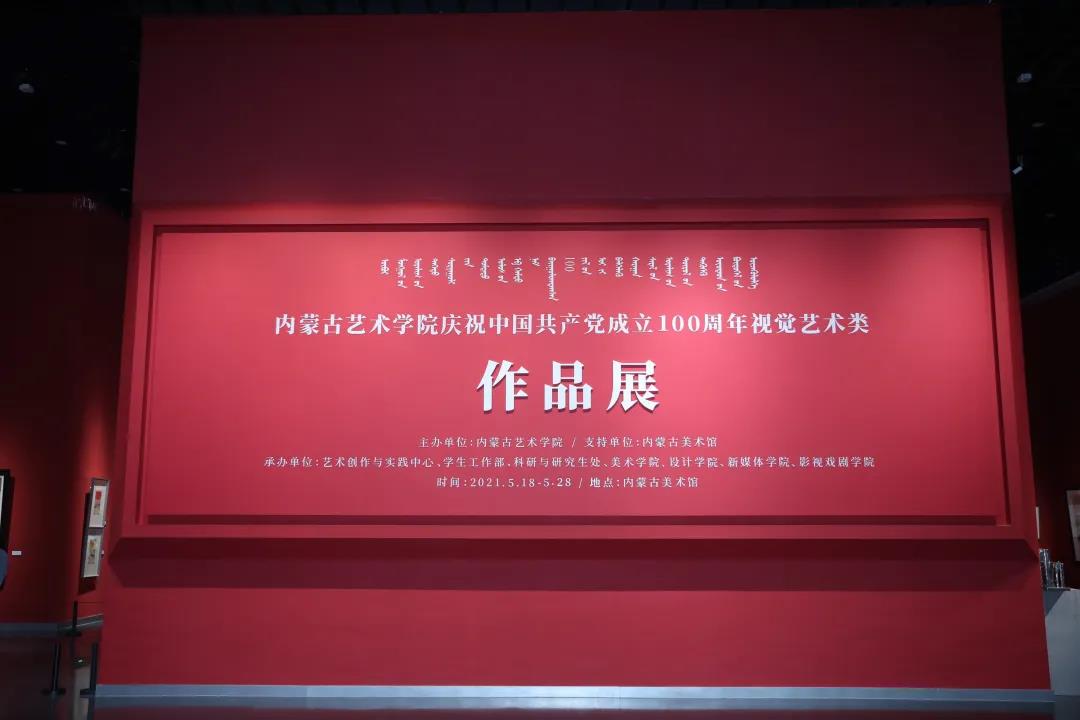 100
内蒙古艺术学院庆祝中国共产党成立100周年视觉艺术类
作品展
主办单位:内蒙古艺术学院 / 支持单位:内蒙古美术馆
承办单位:艺术创作与实践中心、学生工作部、科研与研究生处、美术学院、设计学院、新媒体学院、影视戏剧学院
时间:2021.5.18-5.28 / 地点:内蒙古美术馆